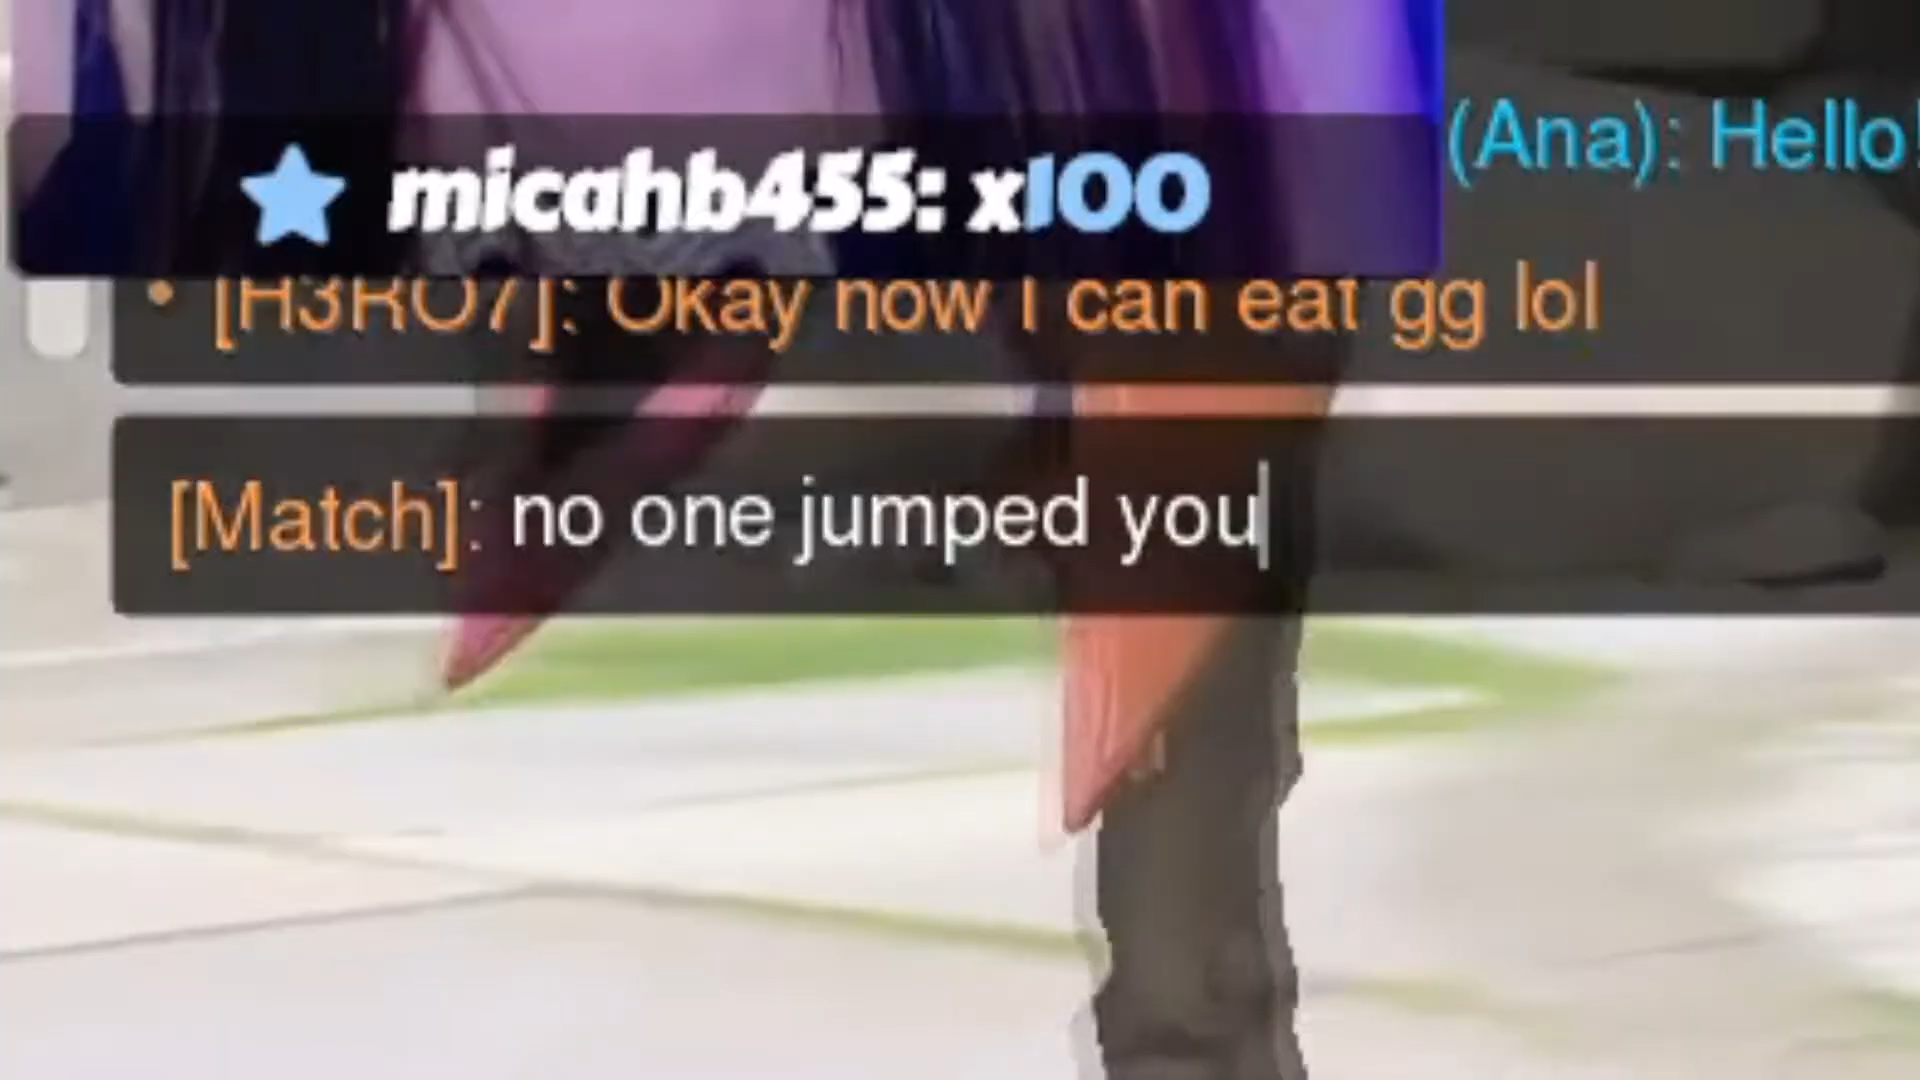 (Ana): Hello!
micahb455: x100
[H3RO7]: Okay now I can eat gg lol
[Match]: no one jumped you